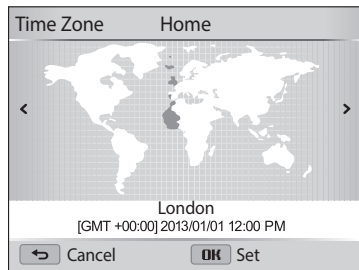 Time Zone Home
London
[GMT +00:00] 2013/01/01 12:00 PM
Cancel OK Set